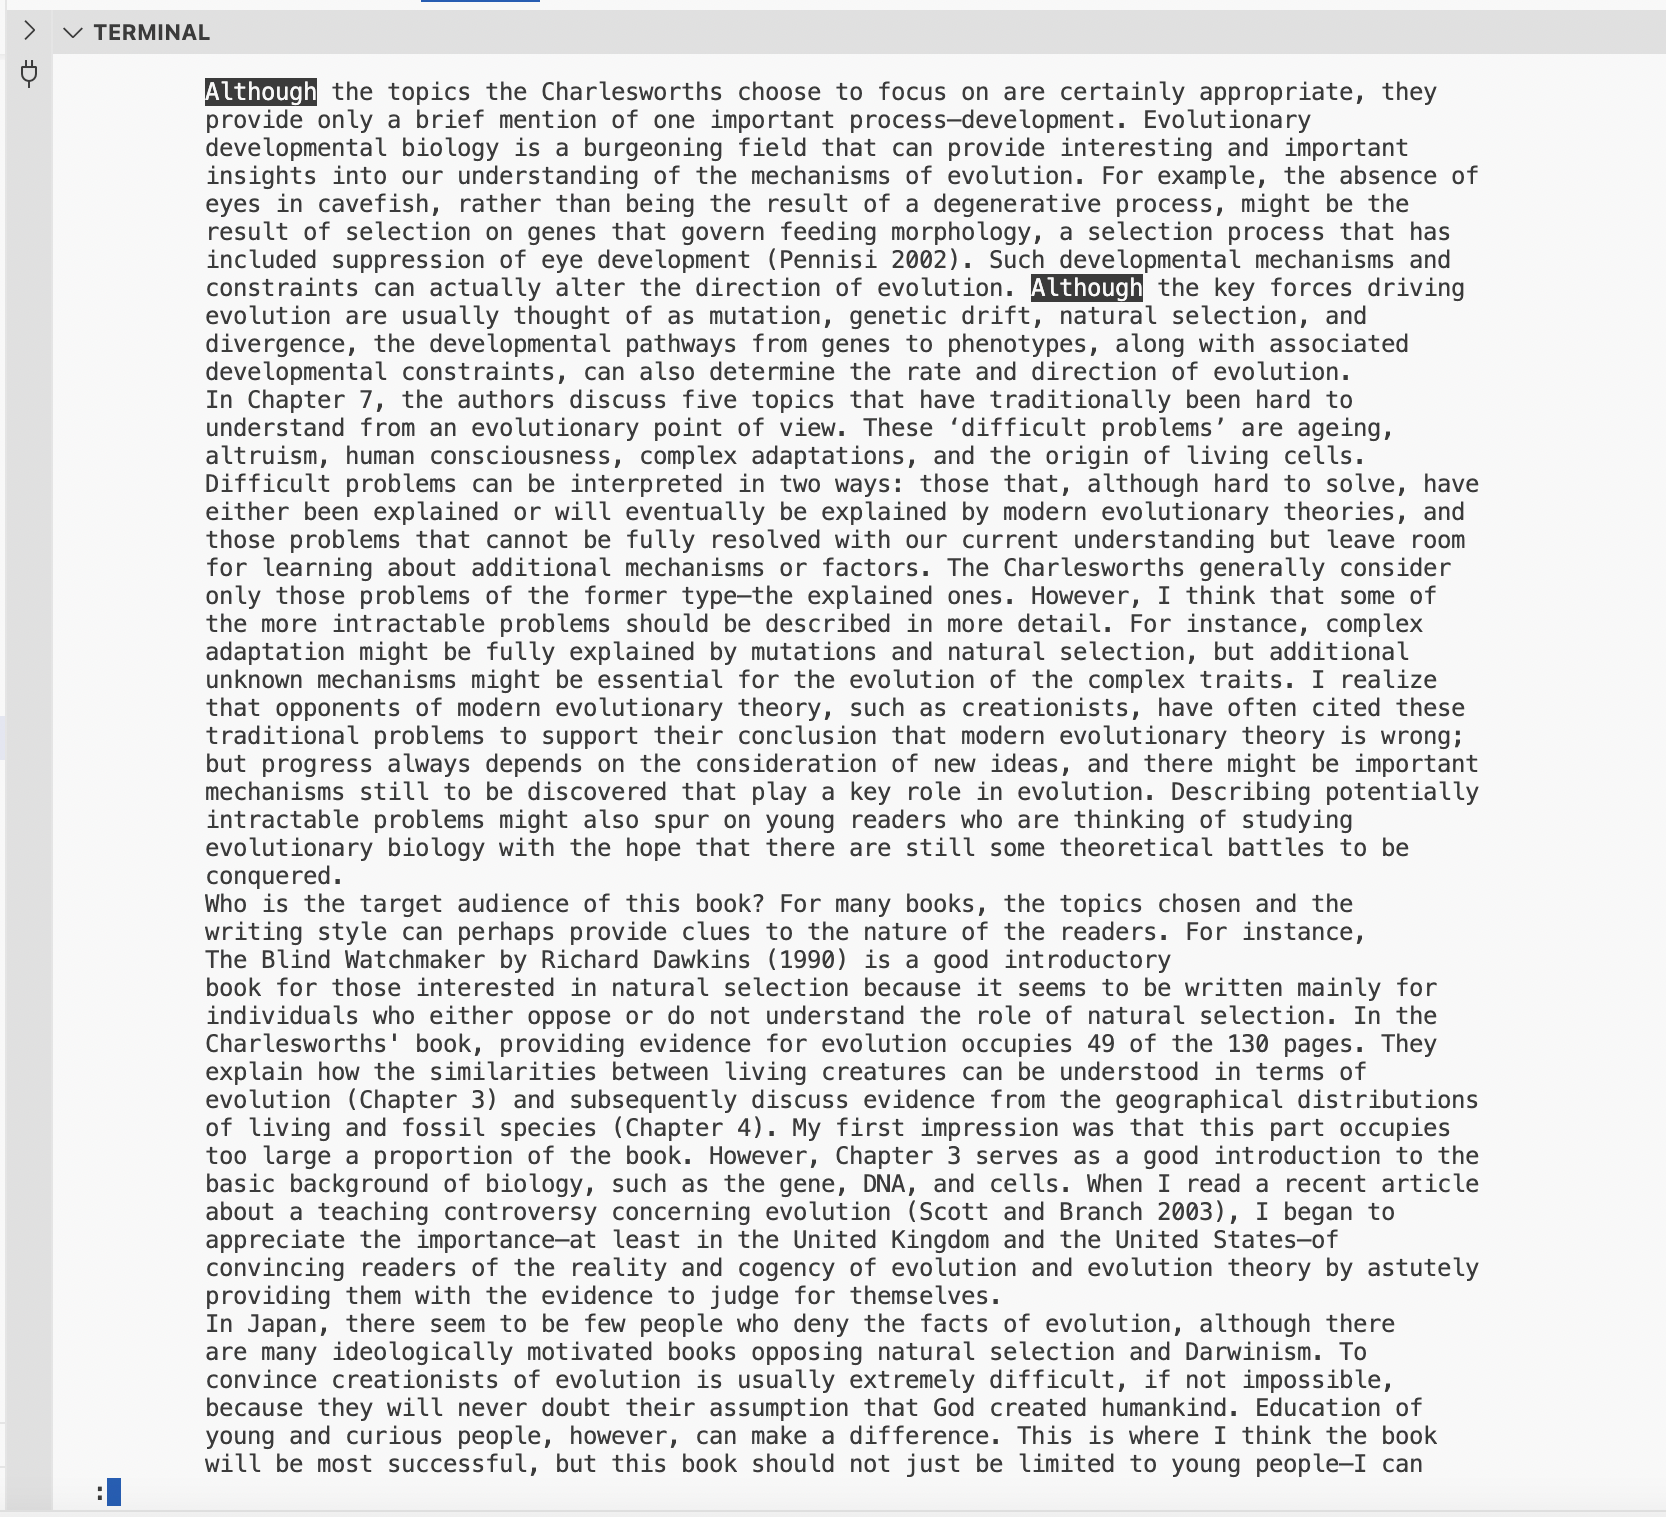 TERMINAL
Although the topics the Charlesworths choose to focus on are certainly appropriate, they
provide only a brief mention of one important process—development. Evolutionary
developmental biology is a burgeoning field that can provide interesting and important
insights into our understanding of the mechanisms of evolution. For example, the absence of
eyes in cavefish, rather than being the result of a degenerative process, might be the
result of selection on genes that govern feeding morphology, a selection process that has
included suppression of eye development (Pennisi 2002). Such developmental mechanisms and
constraints can actually alter the direction of evolution. Although the key forces driving
evolution are usually thought of as mutation, genetic drift, natural selection, and
divergence, the developmental pathways from genes to phenotypes, along with associated
developmental constraints, can also determine the rate and direction of evolution.
In Chapter 7, the authors discuss five topics that have traditionally been hard to
understand from an evolutionary point of view. These ‘difficult problems’ are ageing,
altruism, human consciousness, complex adaptations, and the origin of living cells.
Difficult problems can be interpreted in two ways: those that, although hard to solve, have
either been explained or will eventually be explained by modern evolutionary theories, and
those problems that cannot be fully resolved with our current understanding but leave room
for learning about additional mechanisms or factors. The Charlesworths generally consider
only those problems of the former type—the explained ones. However, I think that some of
the more intractable problems should be described in more detail. For instance, complex
adaptation might be fully explained by mutations and natural selection, but additional
unknown mechanisms might be essential for the evolution of the complex traits. I realize
that opponents of modern evolutionary theory, such as creationists, have often cited these
traditional problems to support their conclusion that modern evolutionary theory is wrong;
but progress always depends on the consideration of new ideas, and there might be important
mechanisms still to be discovered that play a key role in evolution. Describing potentially
intractable problems might also spur on young readers who are thinking of studying
evolutionary biology with the hope that there are still some theoretical battles to be
conquered.
Who is the target audience of this book? For many books, the topics chosen and the
writing style can perhaps provide clues to the nature of the readers. For instance,
The Blind Watchmaker by Richard Dawkins (1990) is a good introductory
book for those interested in natural selection because it seems to be written mainly for
individuals who either oppose or do not understand the role of natural selection. In the
Charlesworths' book, providing evidence for evolution occupies 49 of the 130 pages. They
explain how the similarities between living creatures can be understood in terms of
evolution (Chapter 3) and subsequently discuss evidence from the geographical distributions
of living and fossil species (Chapter 4). My first impression was that this part occupies
too large a proportion of the book. However, Chapter 3 serves as a good introduction to the
basic background of biology, such as the gene, DNA, and cells. When I read a recent article
about a teaching controversy concerning evolution (Scott and Branch 2003), I began to
appreciate the importance—at least in the United Kingdom and the United States—of
convincing readers of the reality and cogency of evolution and evolution theory by astutely
providing them with the evidence to judge for themselves.
In Japan, there seem to be few people who deny the facts of evolution, although there
are many ideologically motivated books opposing natural selection and Darwinism. To
convince creationists of evolution is usually extremely difficult, if not impossible,
because they will never doubt their assumption that God created humankind. Education of
young and curious people, however, can make a difference. This is where I think the book
will be most successful, but this book should not just be limited to young people—I can
: